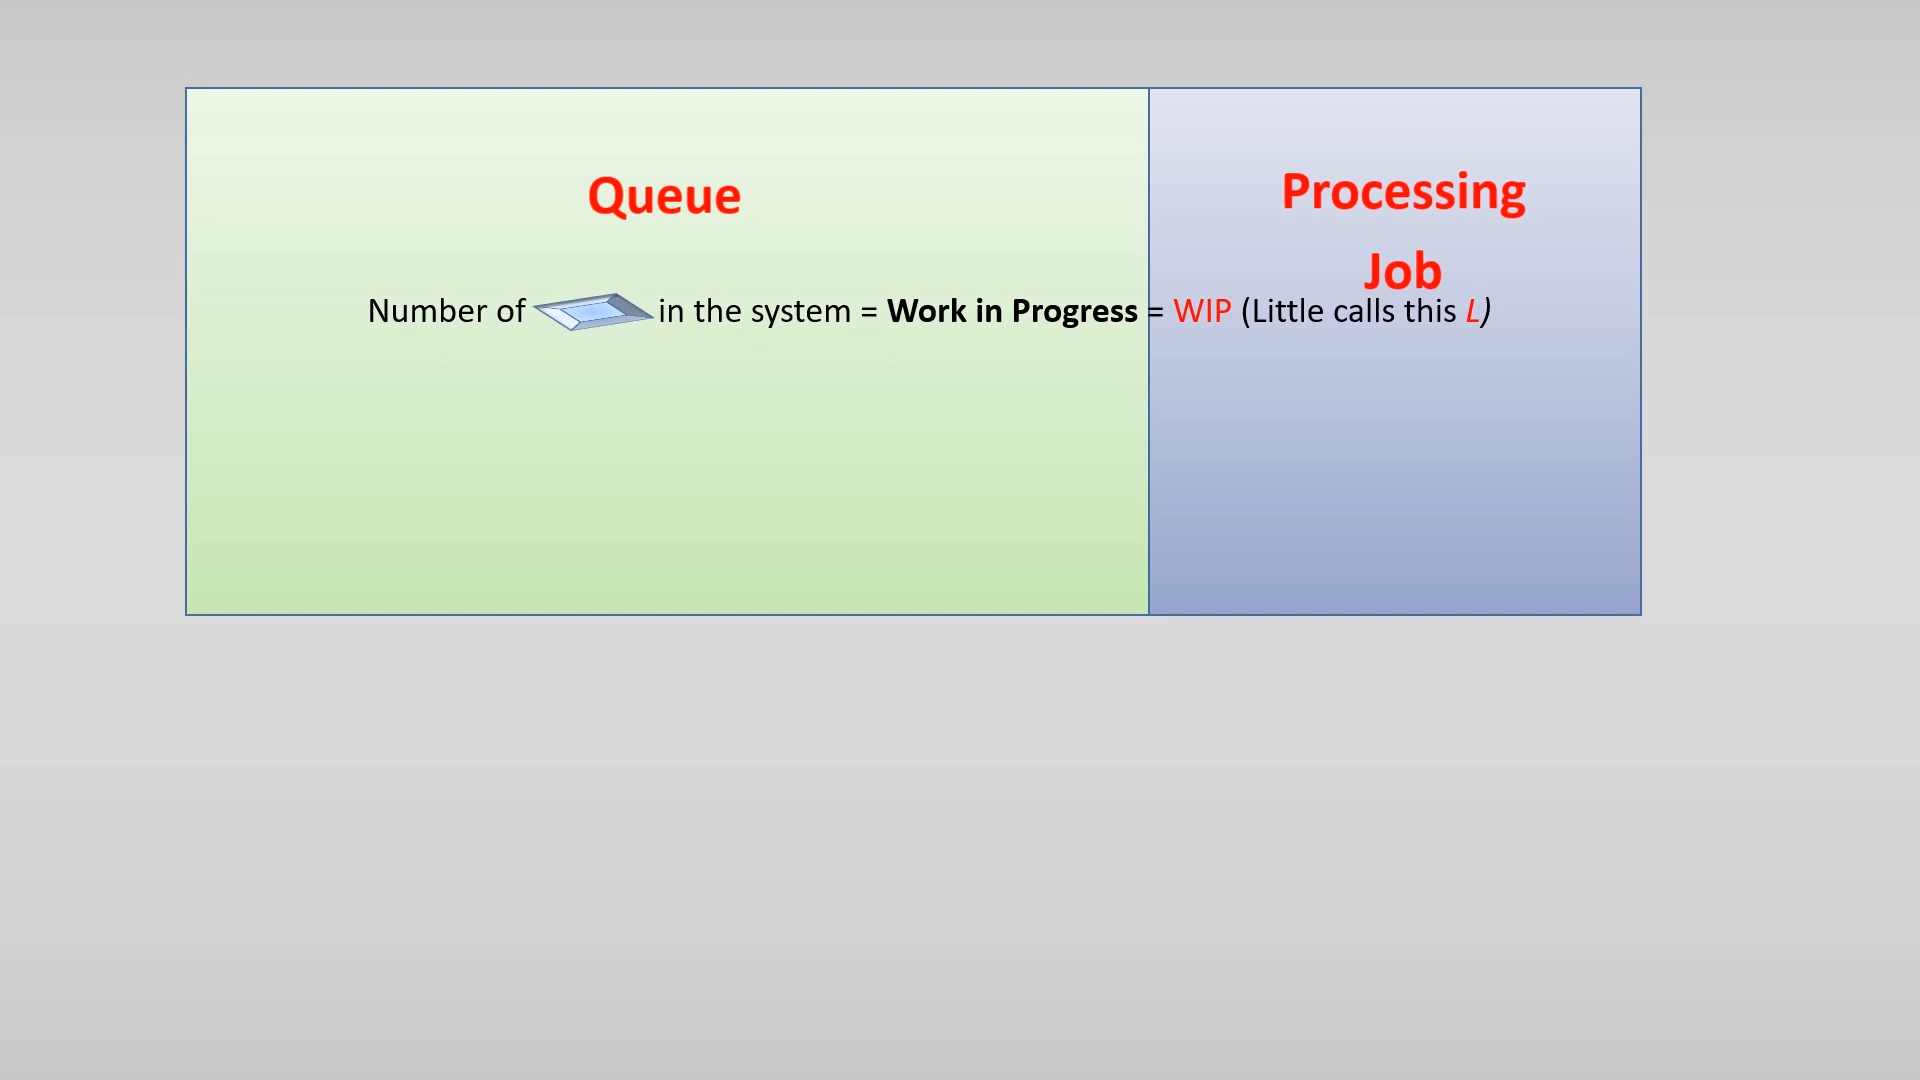 Queue
Processing
Job
Number of in the system = Work in Progress = WIP (Little calls this L)